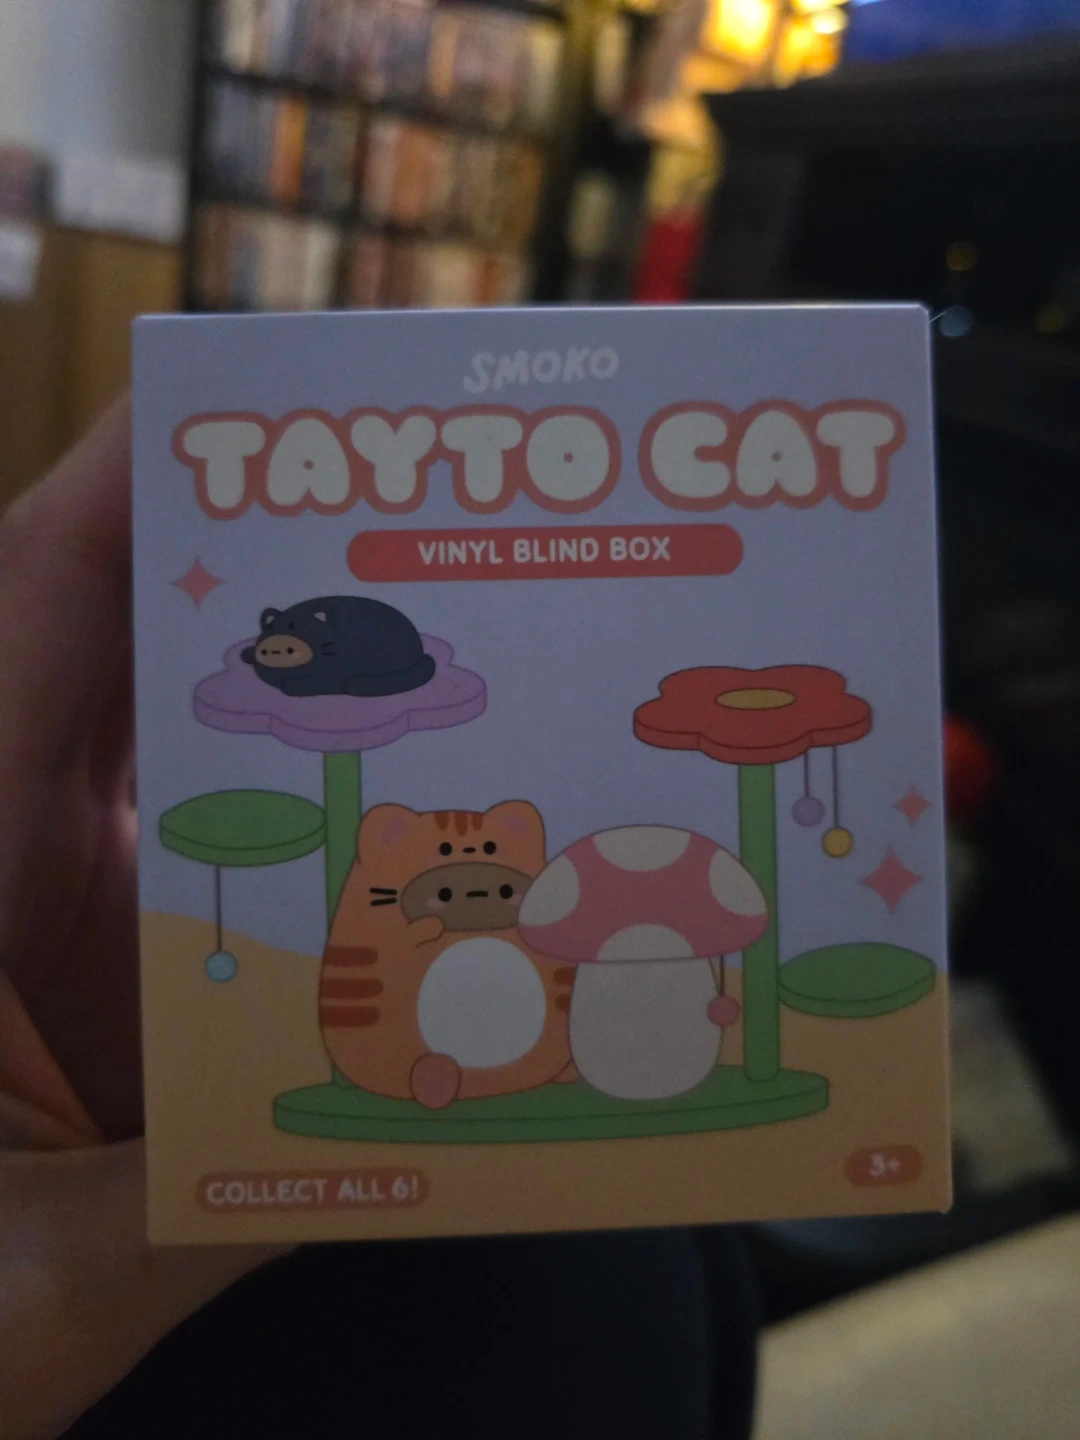 SMOKO
TAYTO CAT
VINYL BLIND BOX
COLLECT ALL 6!
3+